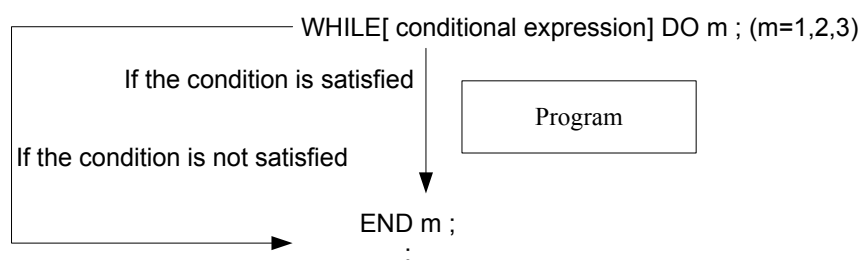 WHILE[ conditional expression] DO m ; (m=1,2,3)
If the condition is satisfied
Program
If the condition is not satisfied
END m ;
: